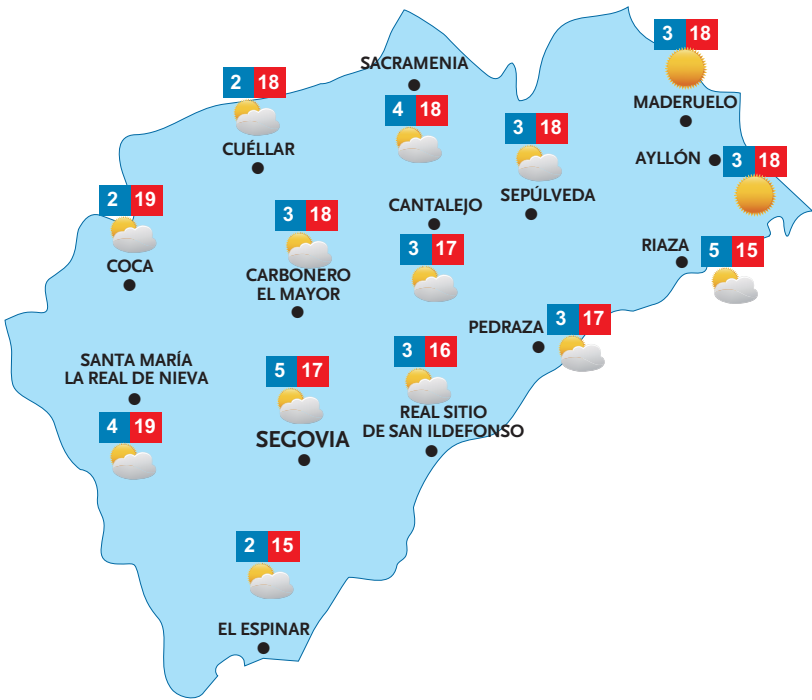 3 18
MADERUELO
SACRAMENIA
4 18
2 18
CUÉLLAR
3 18
SEPÚLVEDA
AYLLÓN
3 18
2 19
COCA
3 18
CARBONERO
EL MAYOR
CANTALEJO
3 17
RIAZA
5 15
PEDRAZA
3 17
SANTA MARÍA
LA REAL DE NIEVA
4 19
5 17
SEGOVIA
3 16
REAL SITIO
DE SAN ILDEFONSO
2 15
EL ESPINAR